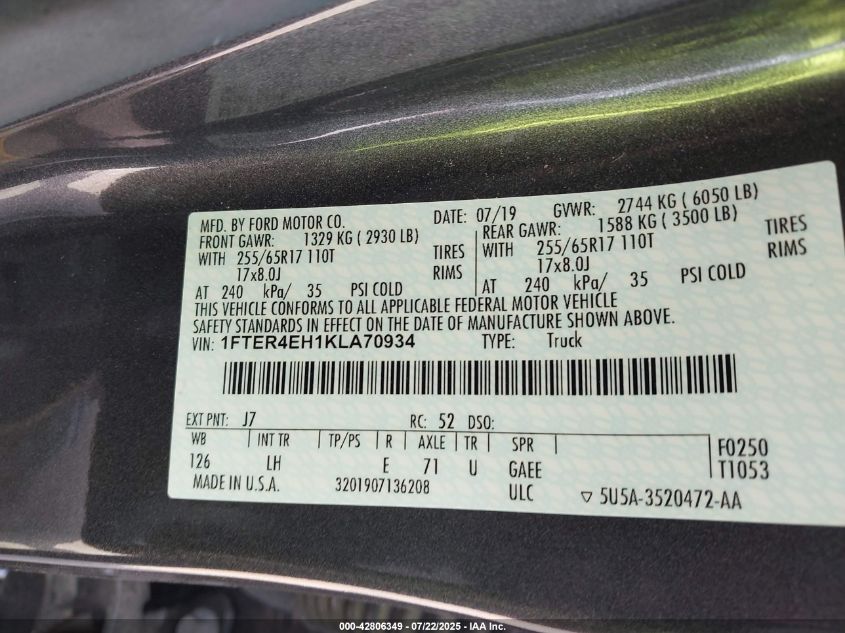 MFD. BY FORD MOTOR CO. DATE: 07/19 GVWR: 2744 KG ( 6050 LB)
FRONT GAWR: 1329 KG ( 2930 LB) REAR GAWR: 1588 KG ( 3500 LB)
WITH 255/65R17 110T TIRES WITH 255/65R17 110T TIRES
17x8.0J RIMS 17x8.0J RIMS
AT 240 kPa/ 35 PSI COLD AT 240 kPa/ 35 PSI COLD
THIS VEHICLE CONFORMS TO ALL APPLICABLE FEDERAL MOTOR VEHICLE
SAFETY STANDARDS IN EFFECT ON THE DATE OF MANUFACTURE SHOWN ABOVE.
VIN: 1FTER4EH1KLA70934 TYPE: Truck
EXT PNT: J7 RC: 52 DSO:
WB INT TR TP/PS R AXLE TR SPR F0250
126 LH E 71 U GAEE T1053
MADE IN U.S.A. 3201907136208 ULC ▽ 5U5A-3520472-AA
000-42806349 - 07/22/2025 - IAA Inc.